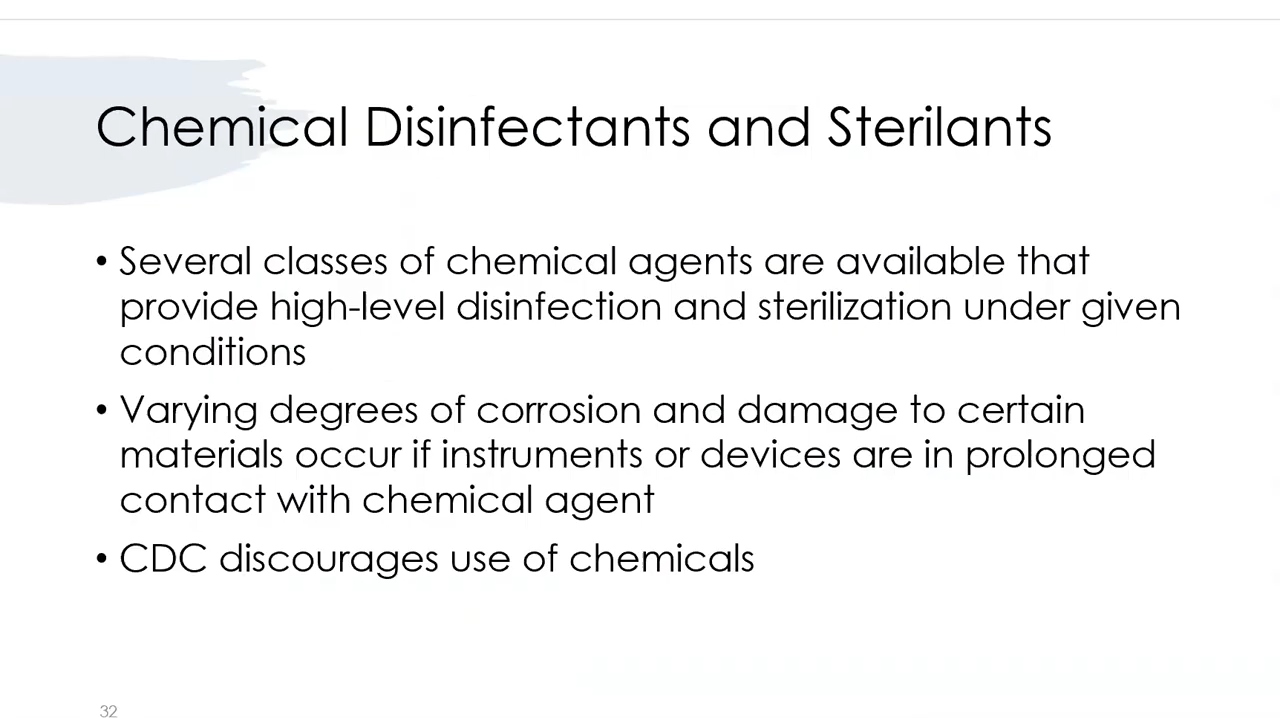 Chemical Disinfectants and Sterilants
• Several classes of chemical agents are available that
provide high-level disinfection and sterilization under given
conditions
• Varying degrees of corrosion and damage to certain
materials occur if instruments or devices are in prolonged
contact with chemical agent
• CDC discourages use of chemicals
32